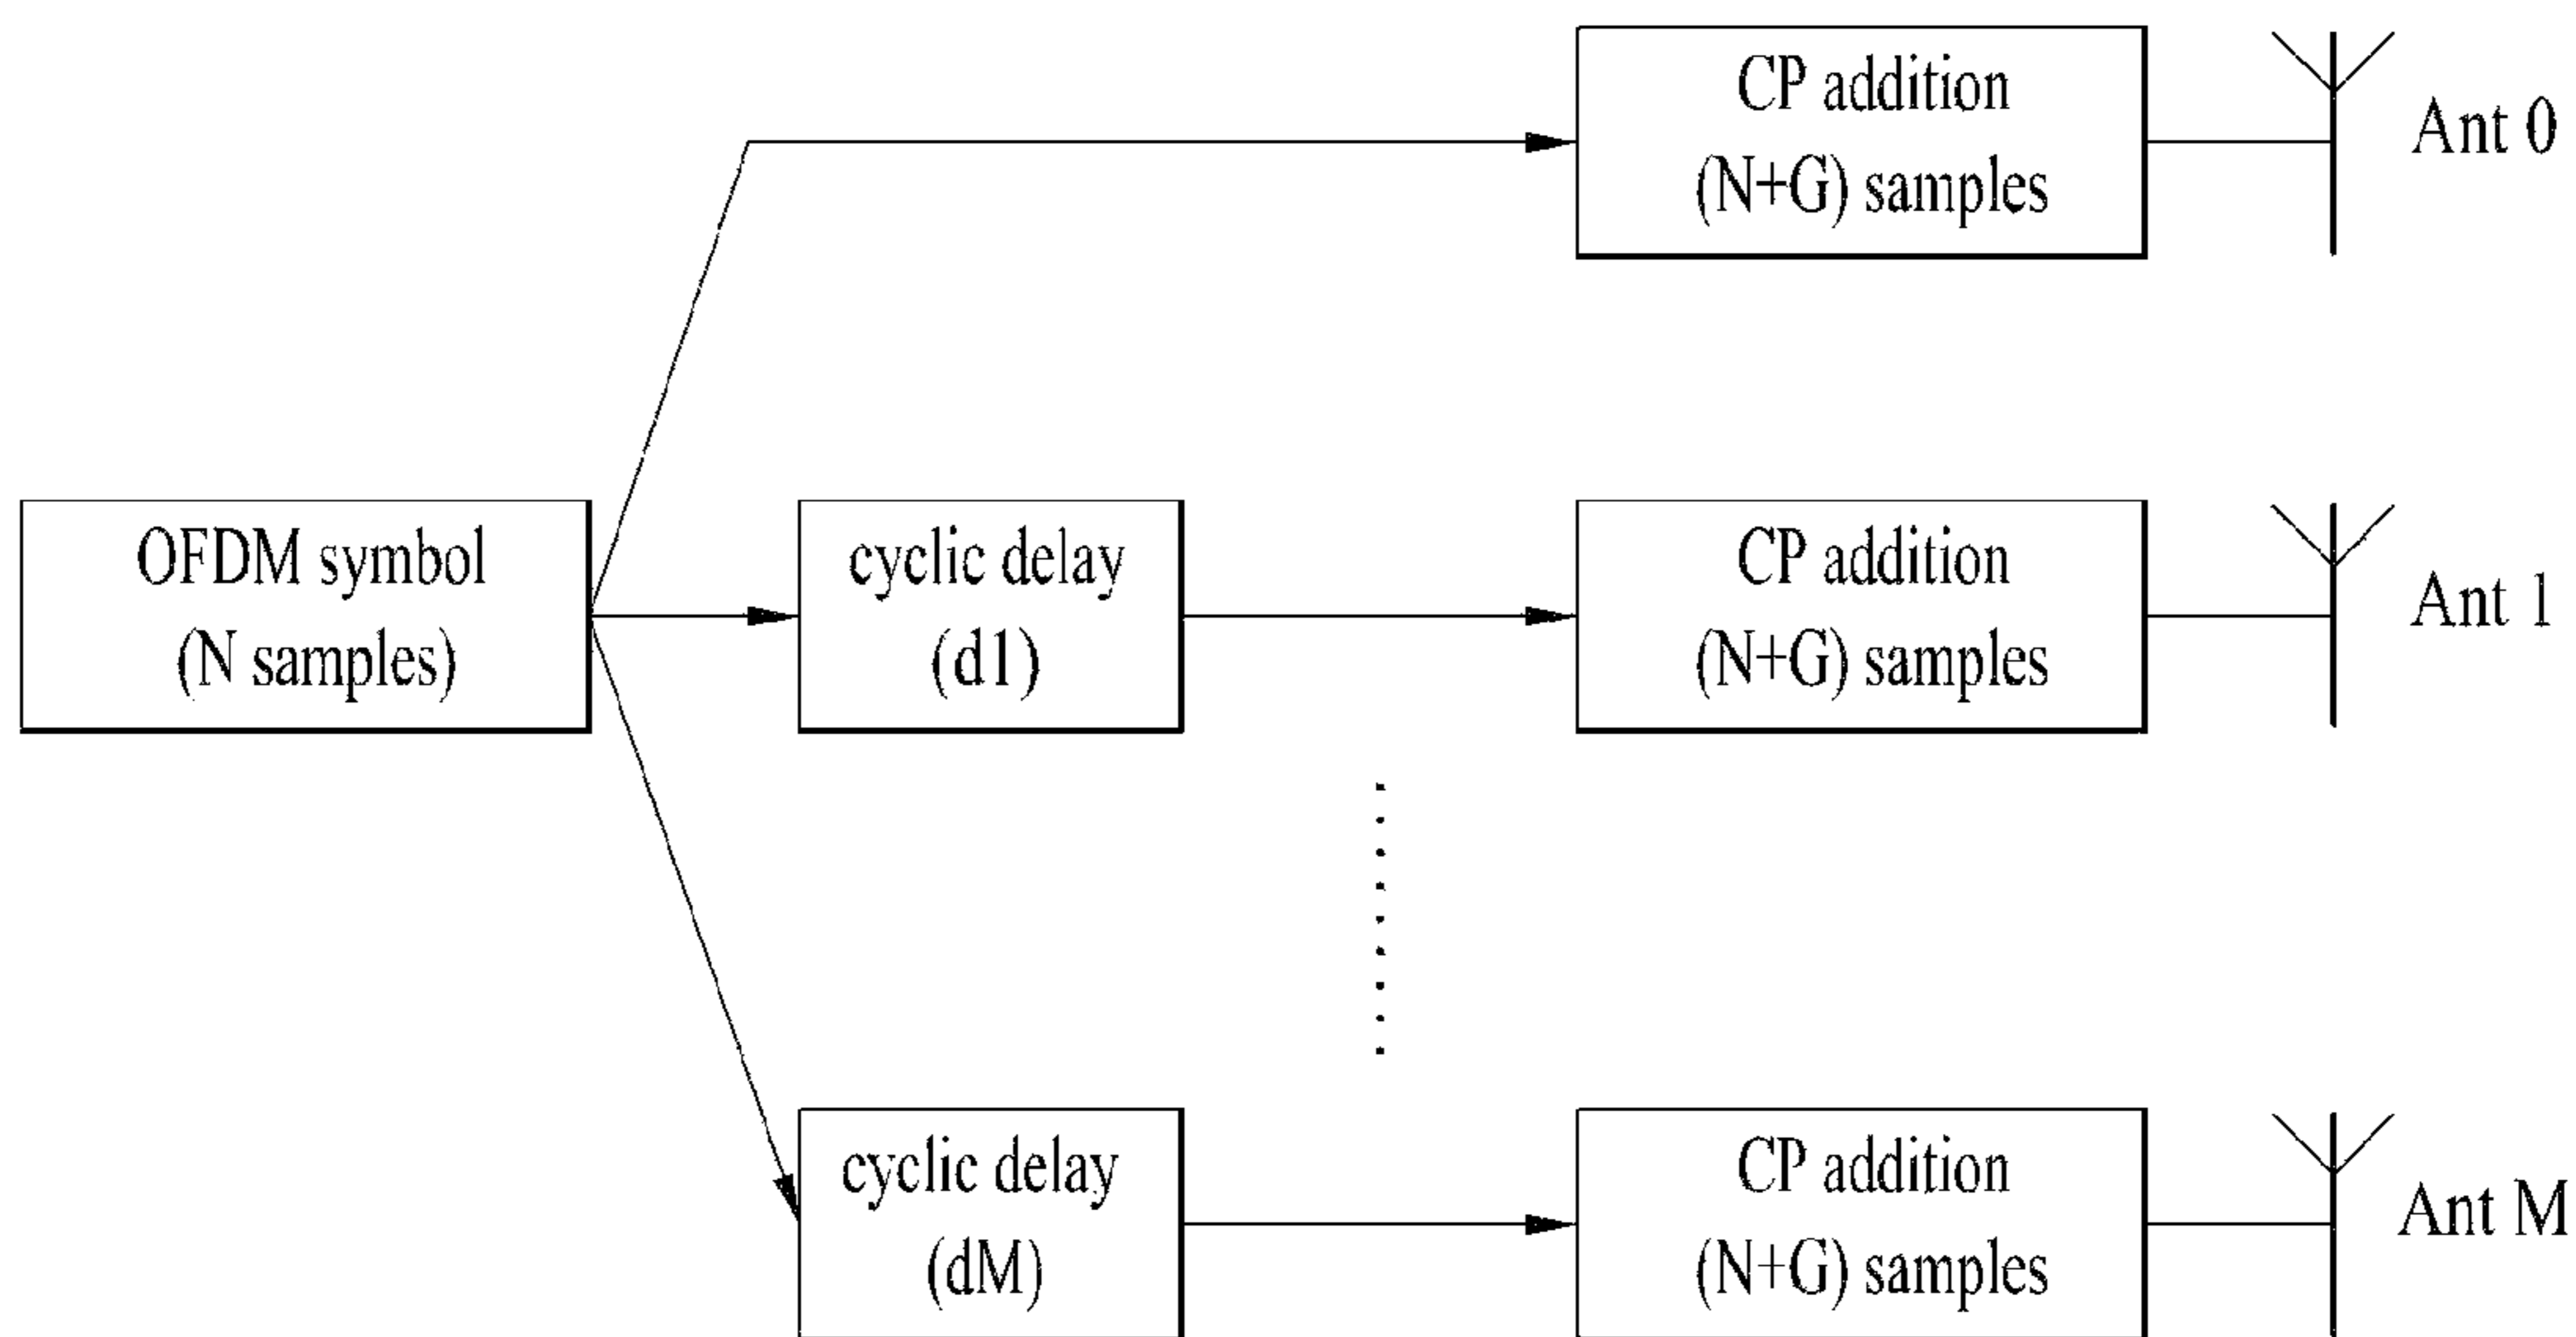 CP addition
(N+G) samples
Ant 0
OFDM symbol
(N samples)
cyclic delay
(d1)
CP addition
(N+G) samples
Ant 1
cyclic delay
(dM)
CP addition
(N+G) samples
Ant M